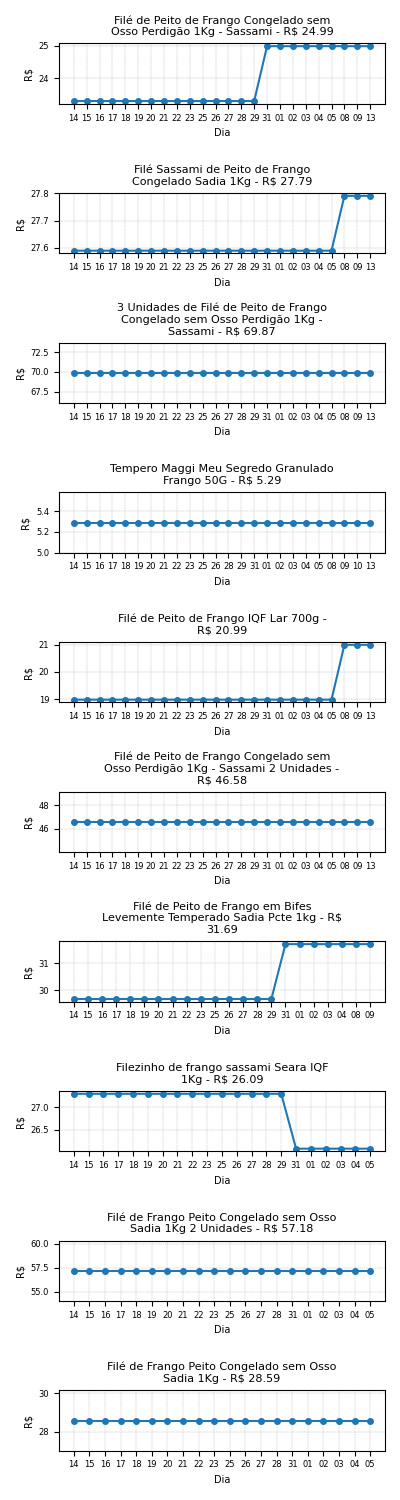 Filé de Peito de Frango Congelado sem
Osso Perdigão 1Kg - Sassami - R$ 24.99
25
24
R$
14 15 16 17 18 19 20 21 22 23 25 26 27 28 29 31 01 02 03 04 05 08 09 13
Dia
Filé Sassami de Peito de Frango
Congelado Sadia 1Kg - R$ 27.79
27.8
27.7
27.6
R$
14 15 16 17 18 19 20 21 22 23 25 26 27 28 29 31 01 02 03 04 05 08 09 13
Dia
3 Unidades de Filé de Peito de Frango
Congelado sem Osso Perdigão 1Kg -
Sassami - R$ 69.87
72.5
70.0
67.5
R$
14 15 16 17 18 19 20 21 22 23 25 26 27 28 29 31 01 02 03 04 05 08 09 13
Dia
Tempero Maggi Meu Segredo Granulado
Frango 50G - R$ 5.29
5.4
5.2
5.0
R$
14 15 16 17 18 19 20 21 22 23 25 26 27 28 29 31 01 02 03 04 05 08 09 10 13
Dia
Filé de Peito de Frango IQF Lar 700g -
R$ 20.99
21
20
19
R$
14 15 16 17 18 19 20 21 22 23 25 26 27 28 29 31 01 02 03 04 05 08 09 13
Dia
Filé de Peito de Frango Congelado sem
Osso Perdigão 1Kg - Sassami 2 Unidades -
R$ 46.58
48
46
R$
14 15 16 17 18 19 20 21 22 23 25 26 27 28 29 31 01 02 03 04 05 08 09 13
Dia
Filé de Peito de Frango em Bifes
Levemente Temperado Sadia Pcte 1kg - R$
31.69
31
30
R$
14 15 16 17 18 19 20 21 22 23 25 26 27 28 29 31 01 02 03 04 08 09
Dia
Filezinho de frango sassami Seara IQF
1Kg - R$ 26.09
27.0
26.5
R$
14 15 16 17 18 19 20 21 22 23 25 26 27 28 29 31 01 02 03 04 05
Dia
Filé de Frango Peito Congelado sem Osso
Sadia 1Kg 2 Unidades - R$ 57.18
60.0
57.5
55.0
R$
14 15 16 17 18 19 20 21 22 23 25 26 27 28 31 01 02 03 04 05
Dia
Filé de Frango Peito Congelado sem Osso
Sadia 1Kg - R$ 28.59
30
28
R$
14 15 16 17 18 19 20 21 22 23 25 26 27 28 31 01 02 03 04 05
Dia